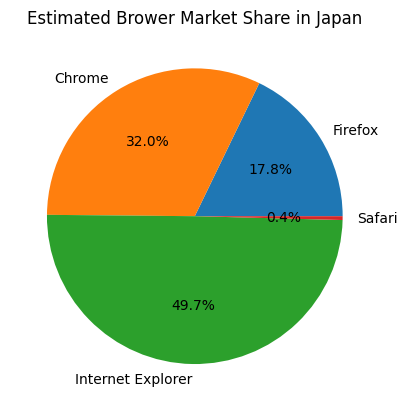 Estimated Brower Market Share in Japan
Chrome
Firefox
32.0%
17.8%
0.4%
Safari
49.7%
Internet Explorer